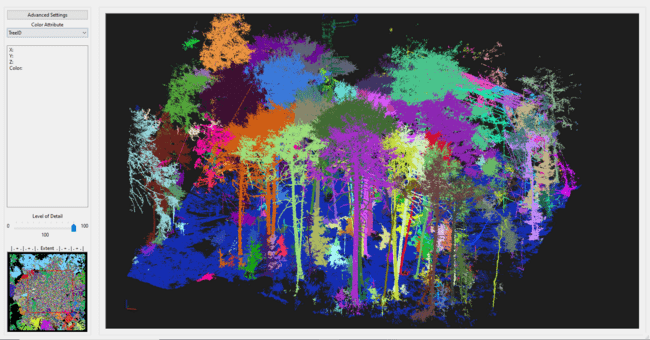 Advanced Settings
Color Attribute
TreeID
X:
Y:
Z:
Color:
Level of Detail
0
100
100
Extent